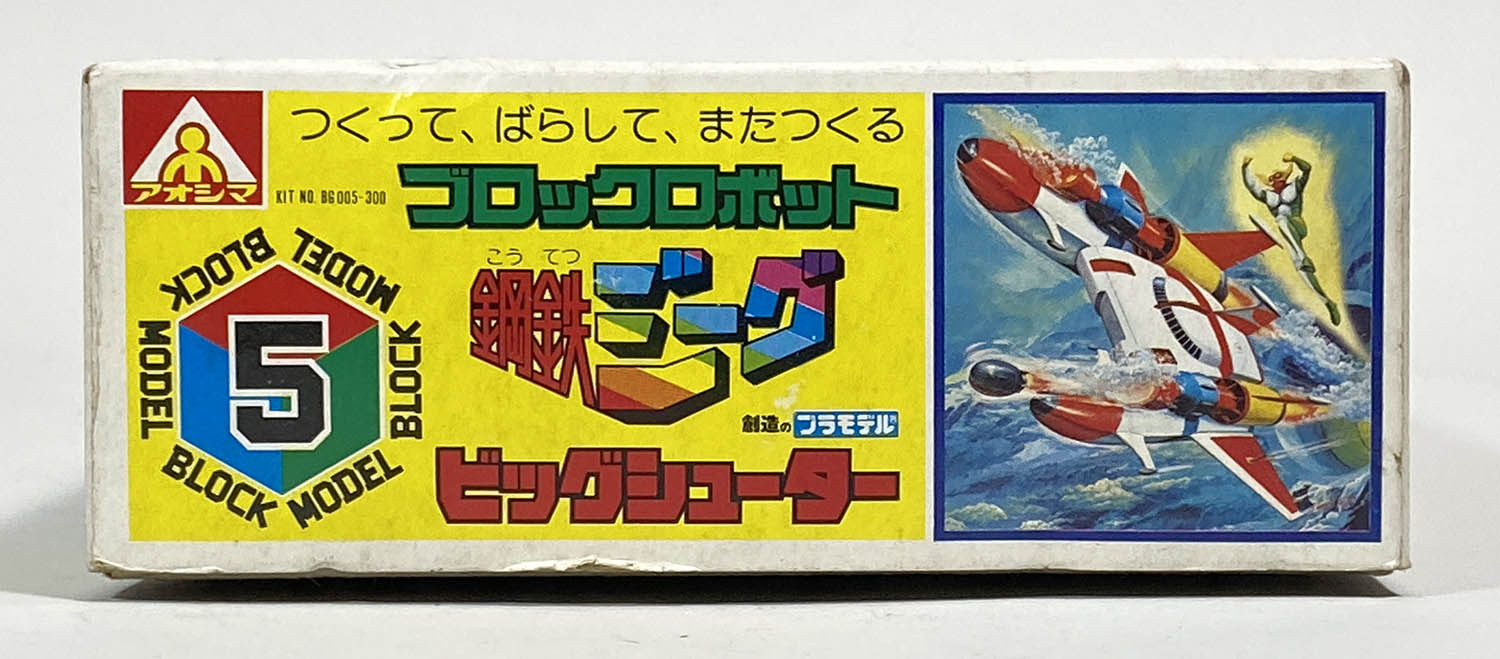 アオシマ
つくって、ばらして、またつくる
KIT NO. BG005-300
ブロックロボット
こうてつ
鋼鉄ジーグ
創造のプラモデル
ビッグシューター
BLOCK MODEL
BLOCK MODEL
BLOCK MODEL
5